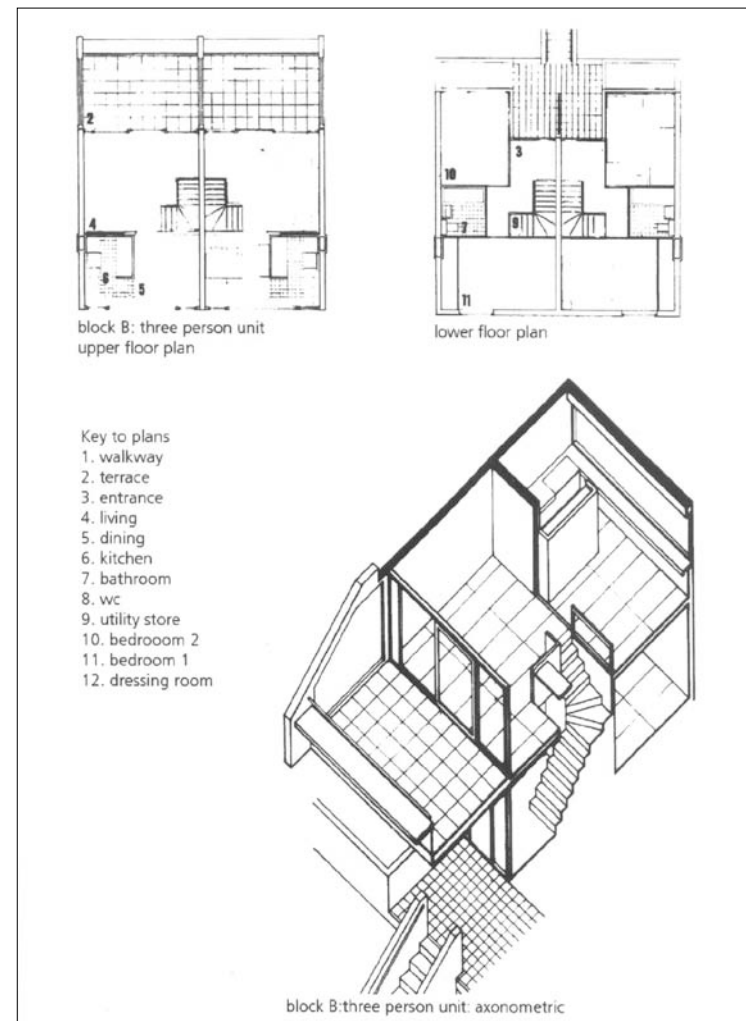 2
4
6
5
block B: three person unit
upper floor plan
3
10
7
9
11
lower floor plan
Key to plans
1. walkway
2. terrace
3. entrance
4. living
5. dining
6. kitchen
7. bathroom
8. wc
9. utility store
10. bedrooom 2
11. bedroom 1
12. dressing room
block B:three person unit: axonometric